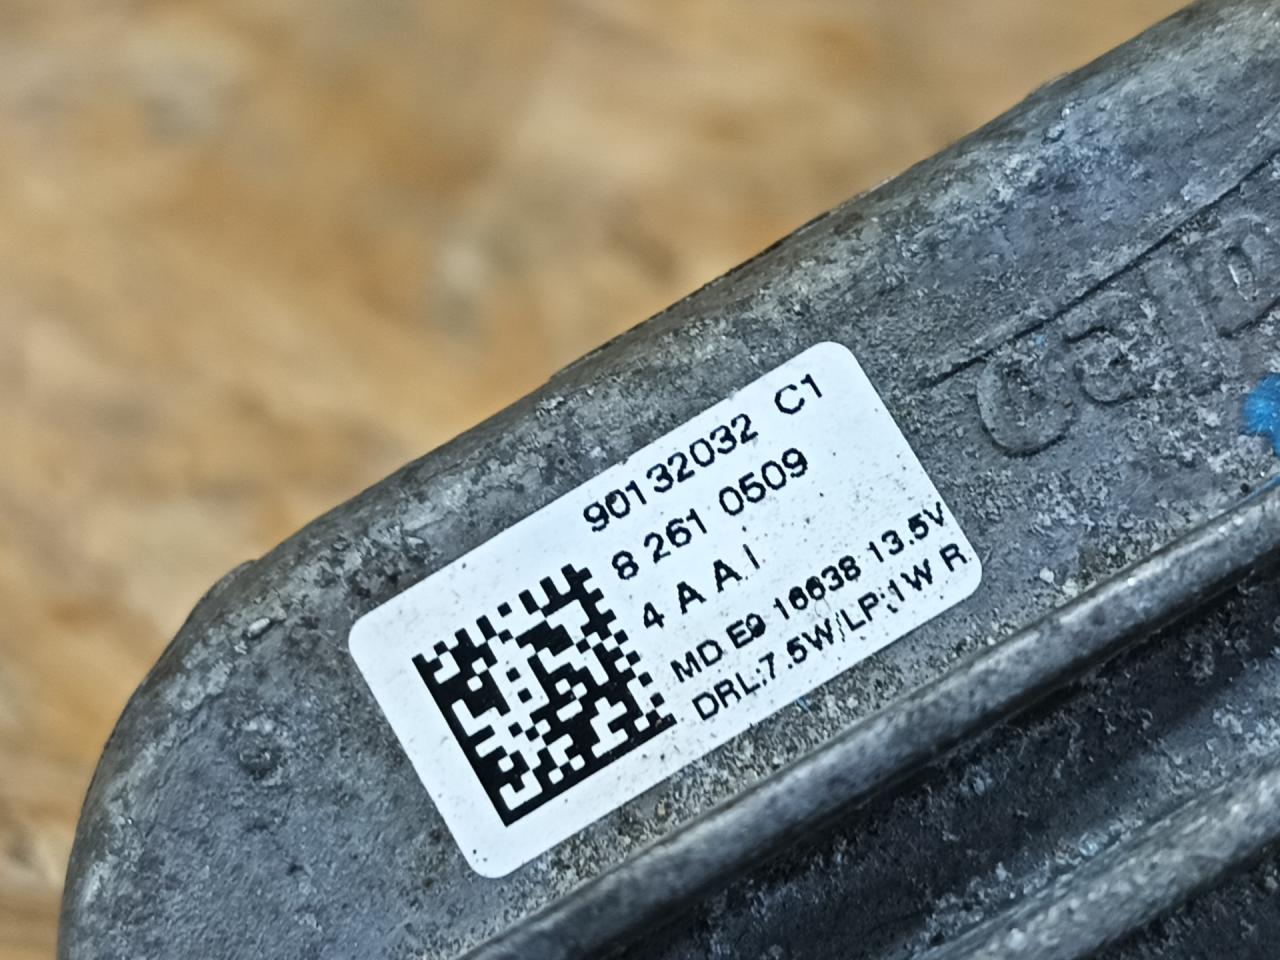 90132032 C1
8 261 0509
4 A A I
MD E9 16638 13.5V
DRL:7.5W/LP:1W R